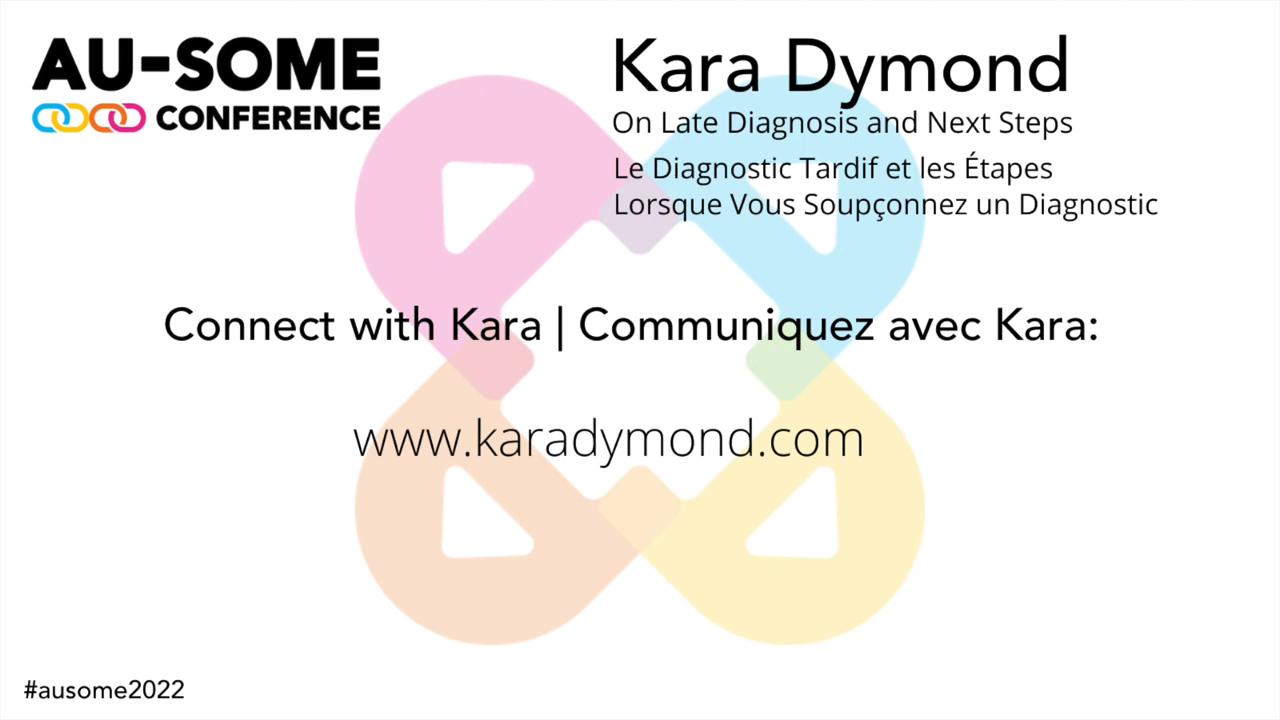 AU-SOME
CONFERENCE
Kara Dymond
On Late Diagnosis and Next Steps
Le Diagnostic Tardif et les Étapes
Lorsque Vous Soupçonnez un Diagnostic
Connect with Kara | Communiquez avec Kara:
www.karadymond.com
#ausome2022